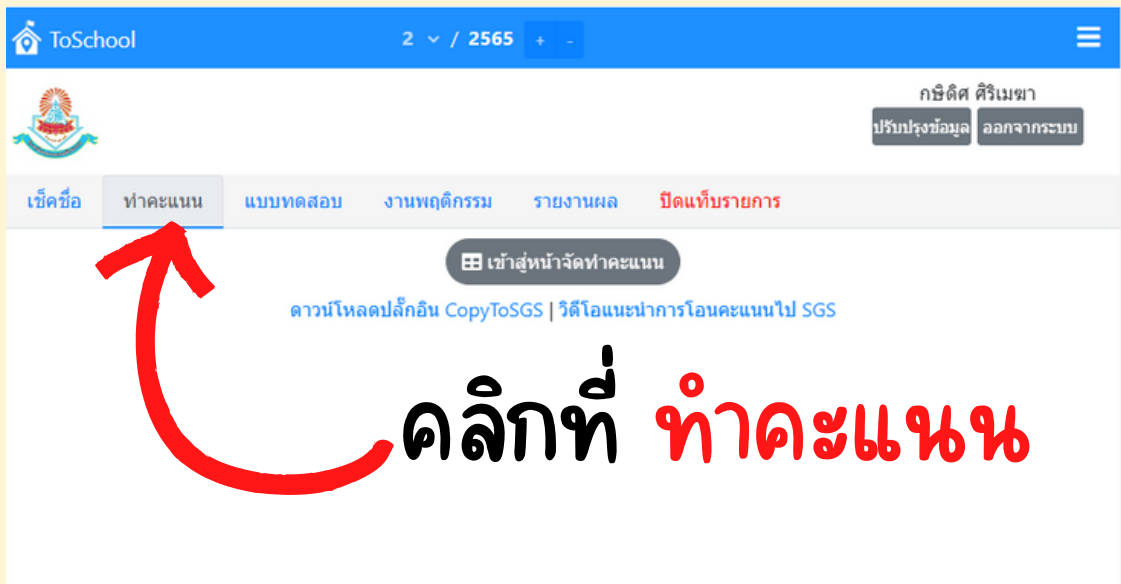 ToSchool 2 / 2565 + -
กษิดิศ ศิริเมฆา
ปรับปรุงข้อมูล ออกจากระบบ
เช็คชื่อ ทำคะแนน แบบทดสอบ งานพฤติกรรม รายงานผล ปิดแท็บรายการ
เข้าสู่หน้าจัดทำคะแนน
ดาวน์โหลดปลั๊กอิน CopyToSGS | วิดีโอแนะนำการโอนคะแนนไป SGS
คลิกที่ ทำคะแนน